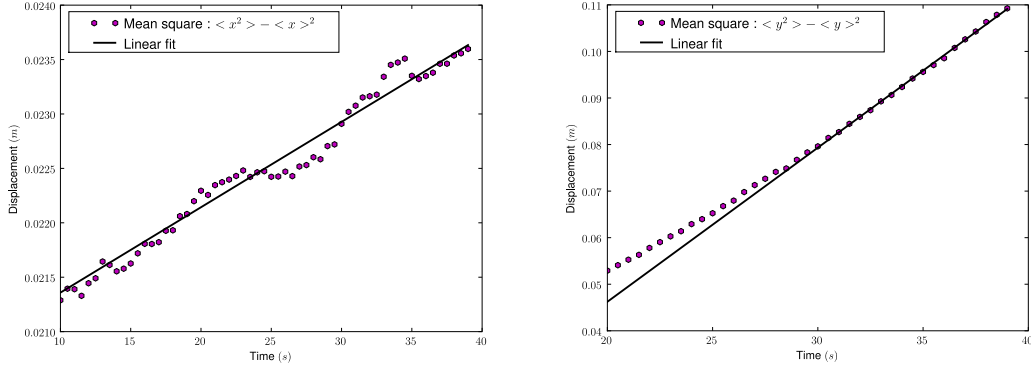 Mean square : < x² > − < x >²
Linear fit
0.0240
0.0235
0.0230
0.0225
0.0220
0.0215
0.0210
Displacement (m)
10 15 20 25 30 35 40
Time (s)
Mean square : < y² > − < y >²
Linear fit
0.11
0.10
0.09
0.08
0.07
0.06
0.05
0.04
Displacement (m)
20 25 30 35 40
Time (s)